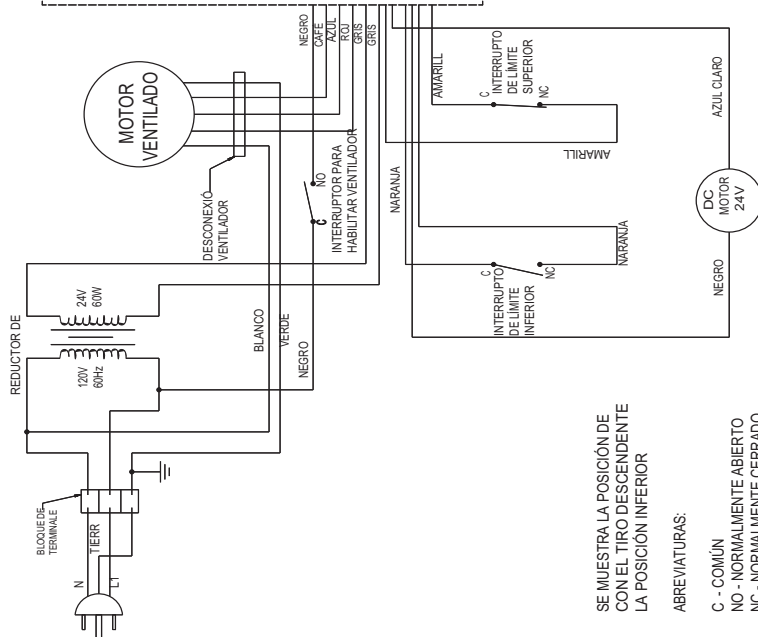 REDUCTOR DE
120V
60Hz
24V
60W
BLOQUE DE
TERMINALE
N
TIERR
L1
MOTOR
VENTILADO
DESCONEXIÓ
VENTILADOR
BLANCO
VERDE
NEGRO
C
NO
INTERRUPTOR PARA
HABILITAR VENTILADOR
NEGRO
CAFÉ
AZUL
ROJ
GRIS
GRIS
NARANJA
AMARILL
C
INTERRUPTO
DE LÍMITE
SUPERIOR
NC
AMARILL
C
INTERRUPTO
DE LÍMITE
INFERIOR
NC
NARANJA
NEGRO
DC
MOTOR
24V
AZUL CLARO
SE MUESTRA LA POSICIÓN DE
CON EL TIRO DESCENDENTE
LA POSICIÓN INFERIOR
ABREVIATURAS:
C - COMÚN
NO - NORMALMENTE ABIERTO
NC - NORMALMENTE CERRADO